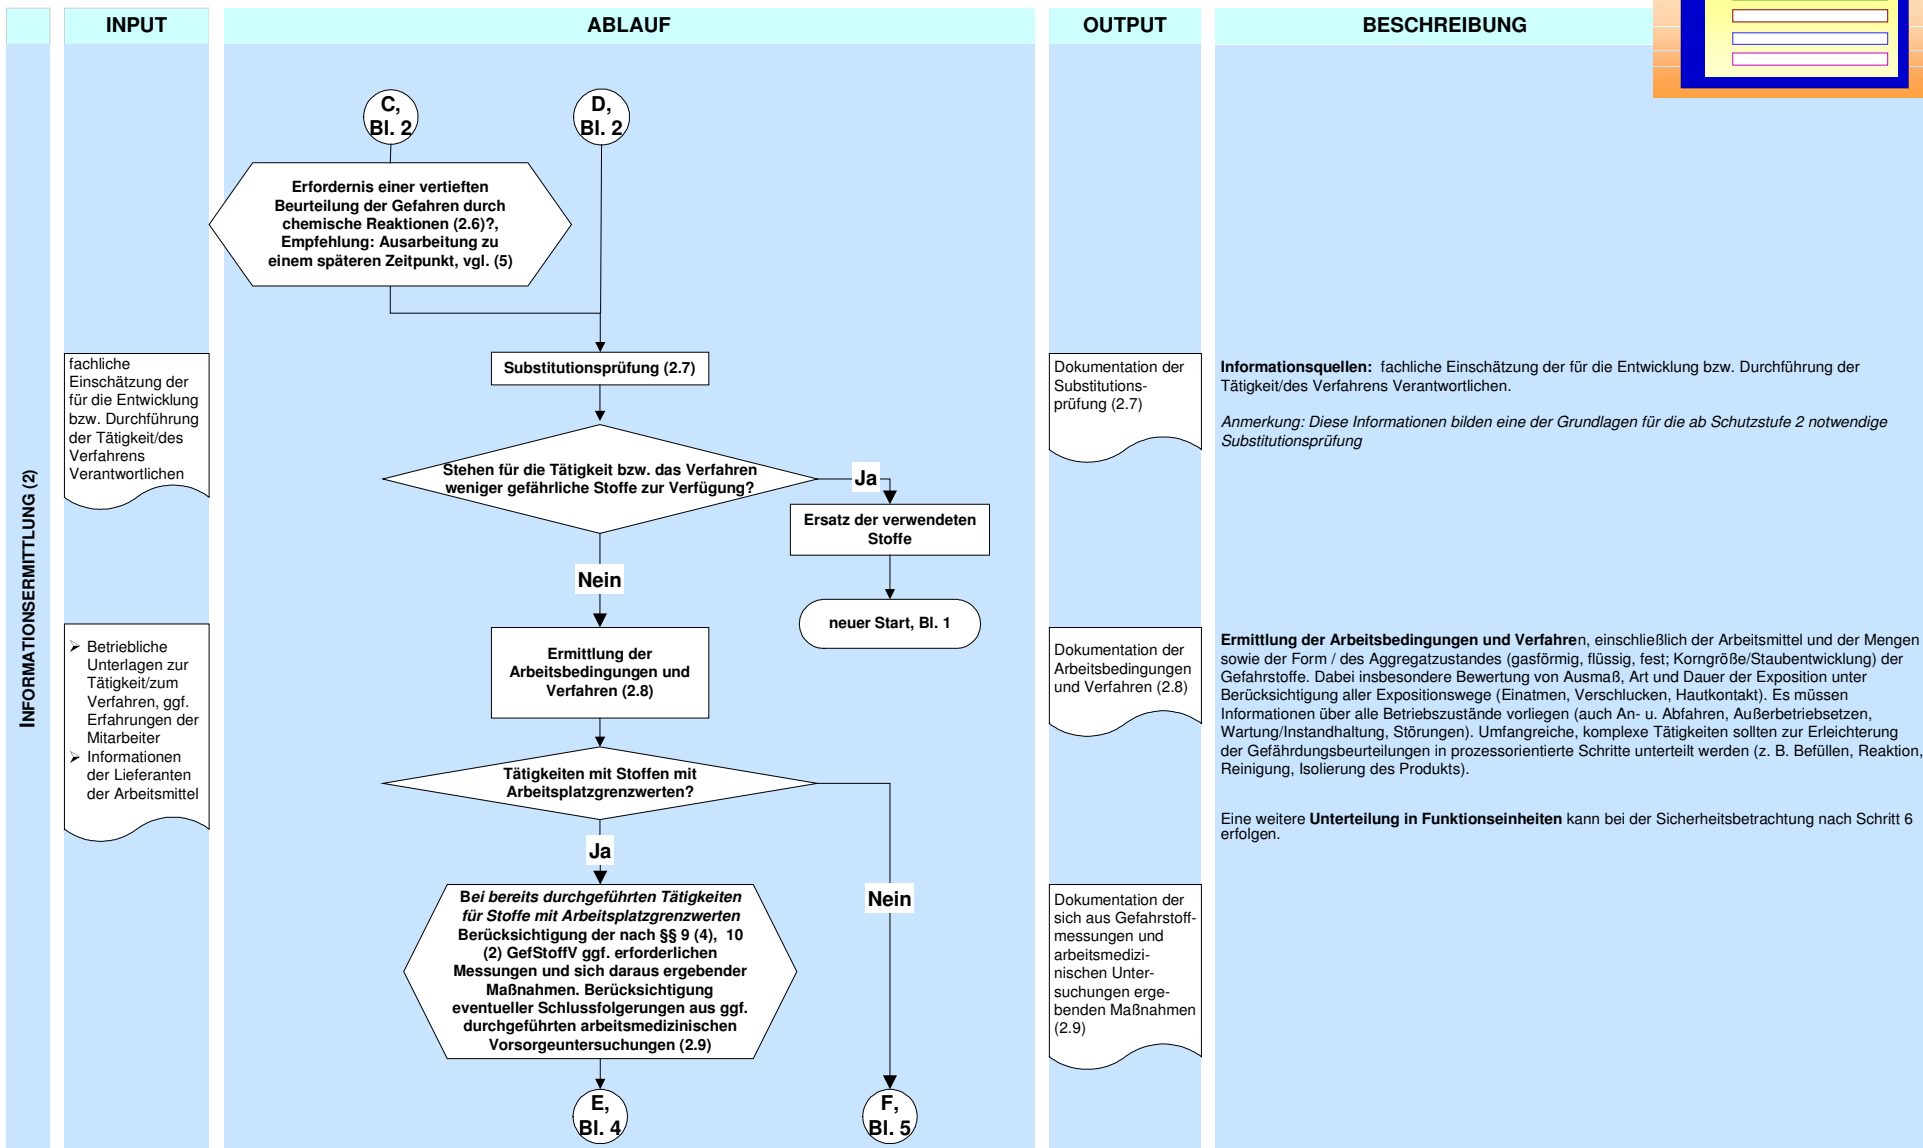 INPUT
ABLAUF
OUTPUT
BESCHREIBUNG
INFORMATIONSERMITTLUNG (2)
C,
Bl. 2
D,
Bl. 2
Erfordernis einer vertieften
Beurteilung der Gefahren durch
chemische Reaktionen (2.6)?,
Empfehlung: Ausarbeitung zu
einem späteren Zeitpunkt, vgl. (5)
fachliche
Einschätzung der
für die Entwicklung
bzw. Durchführung
der Tätigkeit/des
Verfahrens
Verantwortlichen
Substitutionsprüfung (2.7)
Dokumentation der
Substitutions-
prüfung (2.7)
Informationsquellen: fachliche Einschätzung der für die Entwicklung bzw. Durchführung der
Tätigkeit/des Verfahrens Verantwortlichen.
Anmerkung: Diese Informationen bilden eine der Grundlagen für die ab Schutzstufe 2 notwendige
Substitutionsprüfung
Stehen für die Tätigkeit bzw. das Verfahren
weniger gefährliche Stoffe zur Verfügung?
Ja
Ersatz der verwendeten
Stoffe
Nein
neuer Start, Bl. 1
➢ Betriebliche
Unterlagen zur
Tätigkeit/zum
Verfahren, ggf.
Erfahrungen der
Mitarbeiter
➢ Informationen
der Lieferanten
der Arbeitsmittel
Ermittlung der
Arbeitsbedingungen und
Verfahren (2.8)
Dokumentation der
Arbeitsbedingungen
und Verfahren (2.8)
Ermittlung der Arbeitsbedingungen und Verfahren, einschließlich der Arbeitsmittel und der Mengen
sowie der Form / des Aggregatzustandes (gasförmig, flüssig, fest; Korngröße/Staubentwicklung) der
Gefahrstoffe. Dabei insbesondere Bewertung von Ausmaß, Art und Dauer der Exposition unter
Berücksichtigung aller Expositionswege (Einatmen, Verschlucken, Hautkontakt). Es müssen
Informationen über alle Betriebszustände vorliegen (auch An- u. Abfahren, Außerbetriebsetzen,
Wartung/Instandhaltung, Störungen). Umfangreiche, komplexe Tätigkeiten sollten zur Erleichterung
der Gefährdungsbeurteilungen in prozessorientierte Schritte unterteilt werden (z. B. Befüllen, Reaktion,
Reinigung, Isolierung des Produkts).
Eine weitere Unterteilung in Funktionseinheiten kann bei der Sicherheitsbetrachtung nach Schritt 6
erfolgen.
Tätigkeiten mit Stoffen mit
Arbeitsplatzgrenzwerten?
Ja
Nein
Bei bereits durchgeführten Tätigkeiten
für Stoffe mit Arbeitsplatzgrenzwerten
Berücksichtigung der nach §§ 9 (4), 10
(2) GefStoffV ggf. erforderlichen
Messungen und sich daraus ergebender
Maßnahmen. Berücksichtigung
eventueller Schlussfolgerungen aus ggf.
durchgeführten arbeitsmedizinischen
Vorsorgeuntersuchungen (2.9)
Dokumentation der
sich aus Gefahrstoff-
messungen und
arbeitsmedizi-
nischen Unter-
suchungen erge-
benden Maßnahmen
(2.9)
E,
Bl. 4
F,
Bl. 5